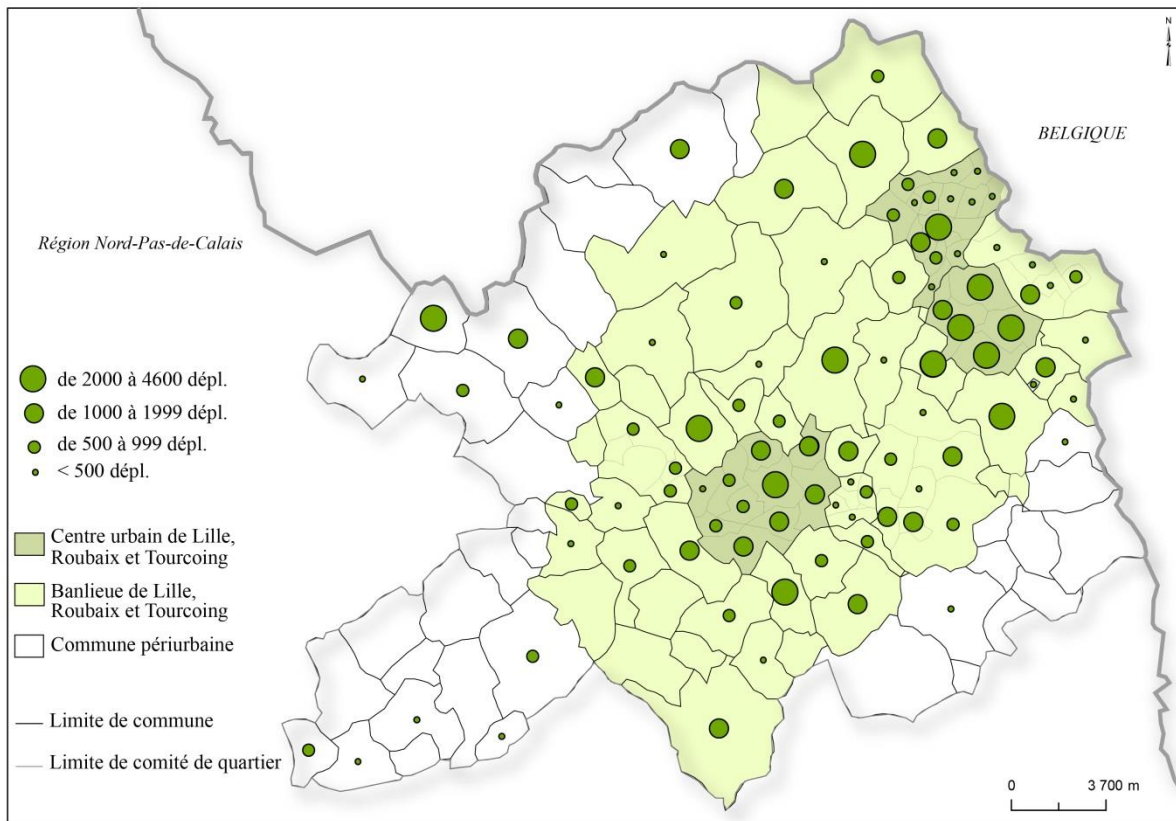 N
BELGIQUE
Région Nord-Pas-de-Calais
de 2000 à 4600 dépl.
de 1000 à 1999 dépl.
de 500 à 999 dépl.
< 500 dépl.
Centre urbain de Lille,
Roubaix et Tourcoing
Banlieue de Lille,
Roubaix et Tourcoing
Commune périurbaine
Limite de commune
Limite de comité de quartier
0 3 700 m